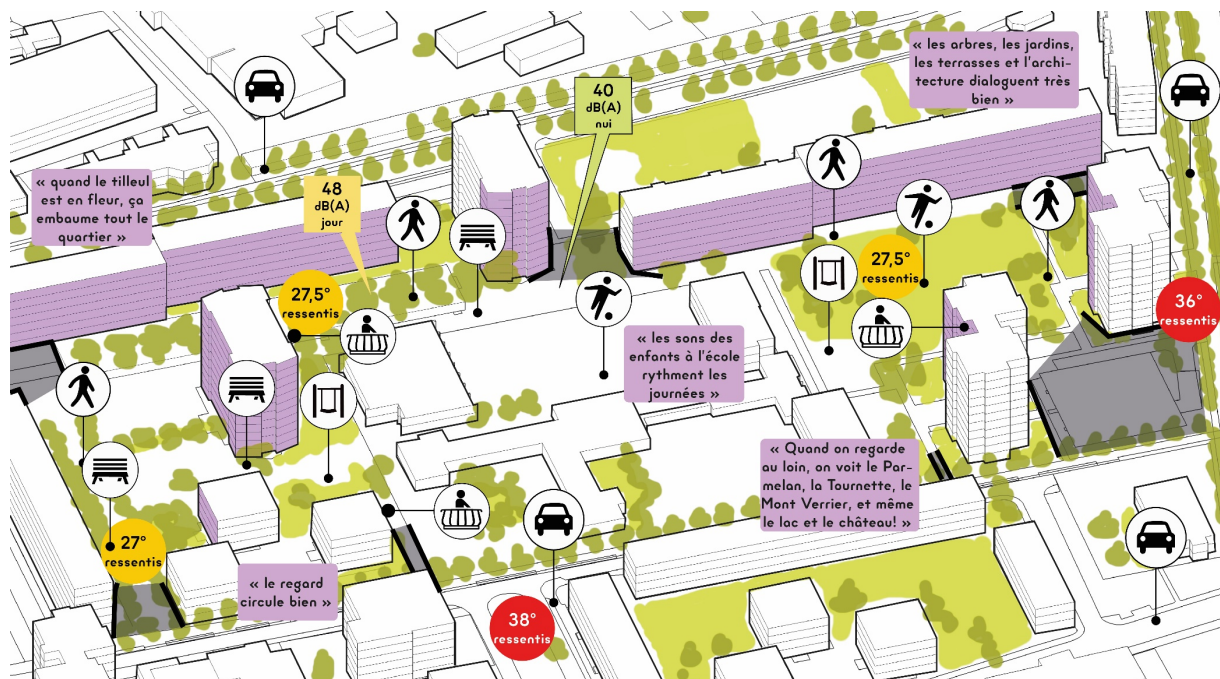 « les arbres, les jardins,
les terrasses et l'archi-
tecture dialoguent très
bien »
40
dB(A)
nui
« quand le tilleul
est en fleur, ça
embaume tout le
quartier »
48
dB(A)
jour
27,5°
ressentis
27,5°
ressentis
36°
ressentis
« les sons des
enfants à l'école
rythment les
journées »
« Quand on regarde
au loin, on voit le Par-
melan, la Tournette, le
Mont Verrier, et même
le lac et le château! »
27°
ressentis
« le regard
circule bien »
38°
ressentis